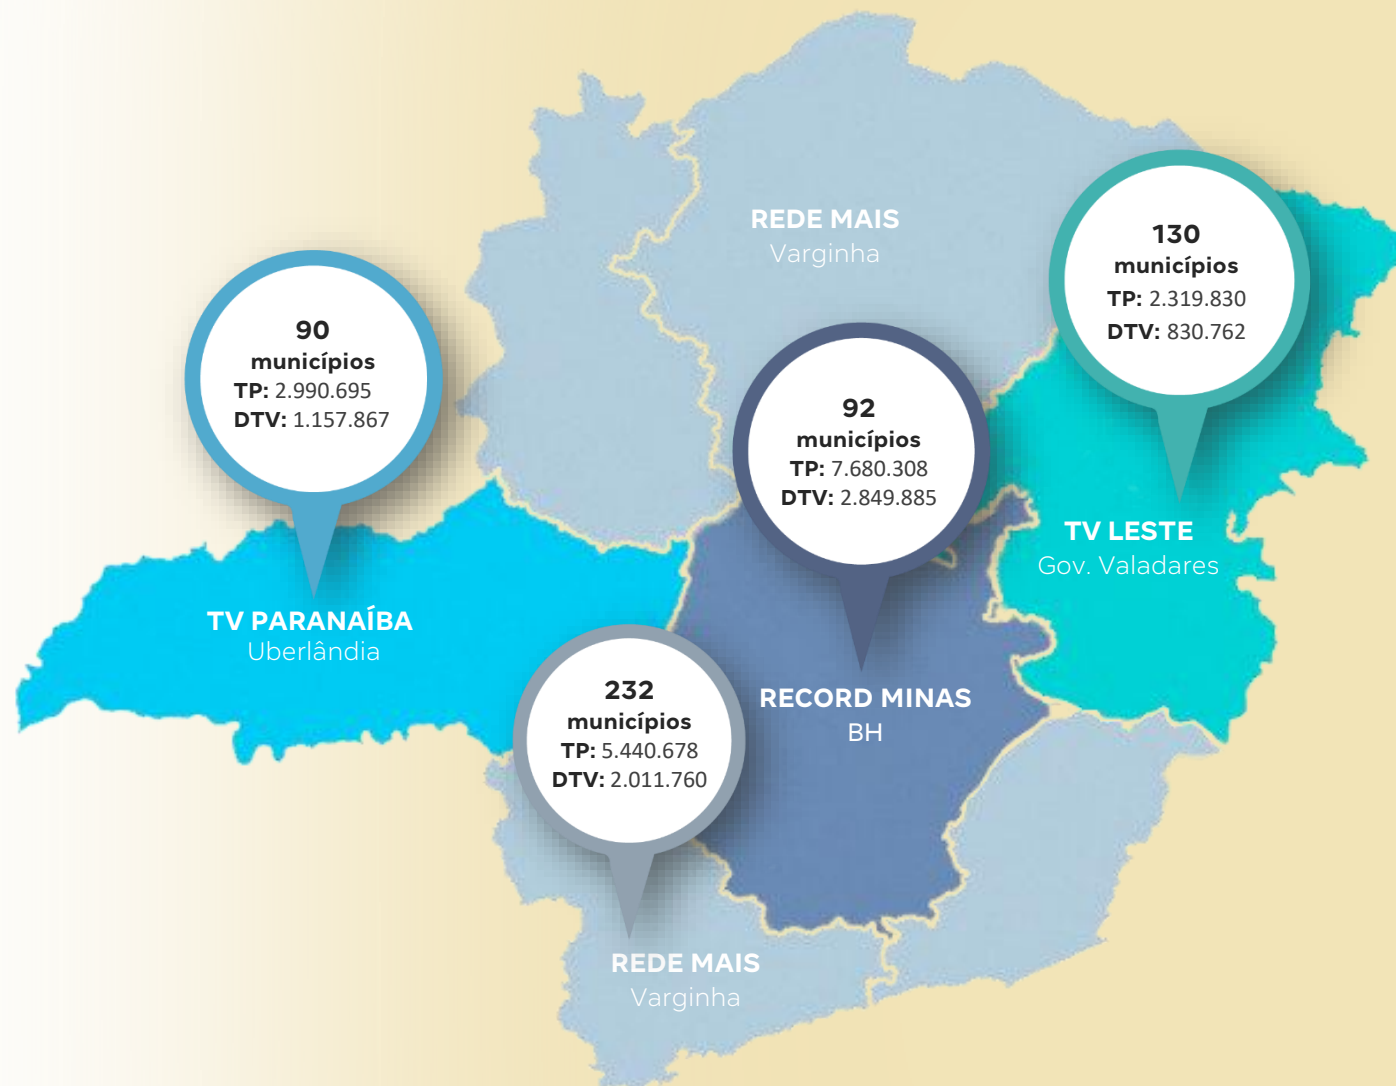 REDE MAIS
Varginha
130
municípios
TP: 2.319.830
DTV: 830.762
90
municípios
TP: 2.990.695
DTV: 1.157.867
92
municípios
TP: 7.680.308
DTV: 2.849.885
TV LESTE
Gov. Valadares
TV PARANAÍBA
Uberlândia
232
municípios
TP: 5.440.678
DTV: 2.011.760
RECORD MINAS
BH
REDE MAIS
Varginha